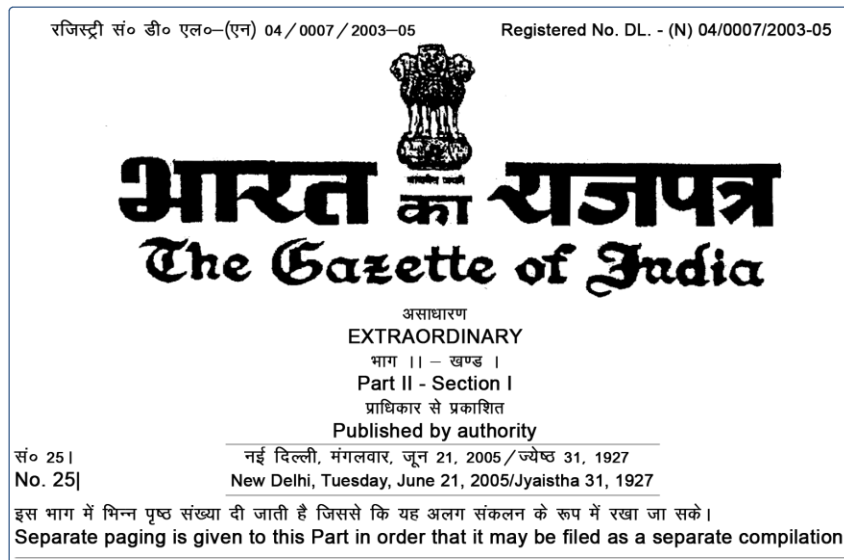 रजिस्ट्री सं० डी० एल०—(एन) 04/0007/2003—05 Registered No. DL. - (N) 04/0007/2003-05
भारत का राजपत्र
The Gazette of India
असाधारण
EXTRAORDINARY
भाग ।। — खण्ड ।
Part II - Section I
प्राधिकार से प्रकाशित
Published by authority
सं० 25। नई दिल्ली, मंगलवार, जून 21, 2005/ज्येष्ठ 31, 1927
No. 25| New Delhi, Tuesday, June 21, 2005/Jyaistha 31, 1927
इस भाग में भिन्न पृष्ठ संख्या दी जाती है जिससे कि यह अलग संकलन के रूप में रखा जा सके।
Separate paging is given to this Part in order that it may be filed as a separate compilation